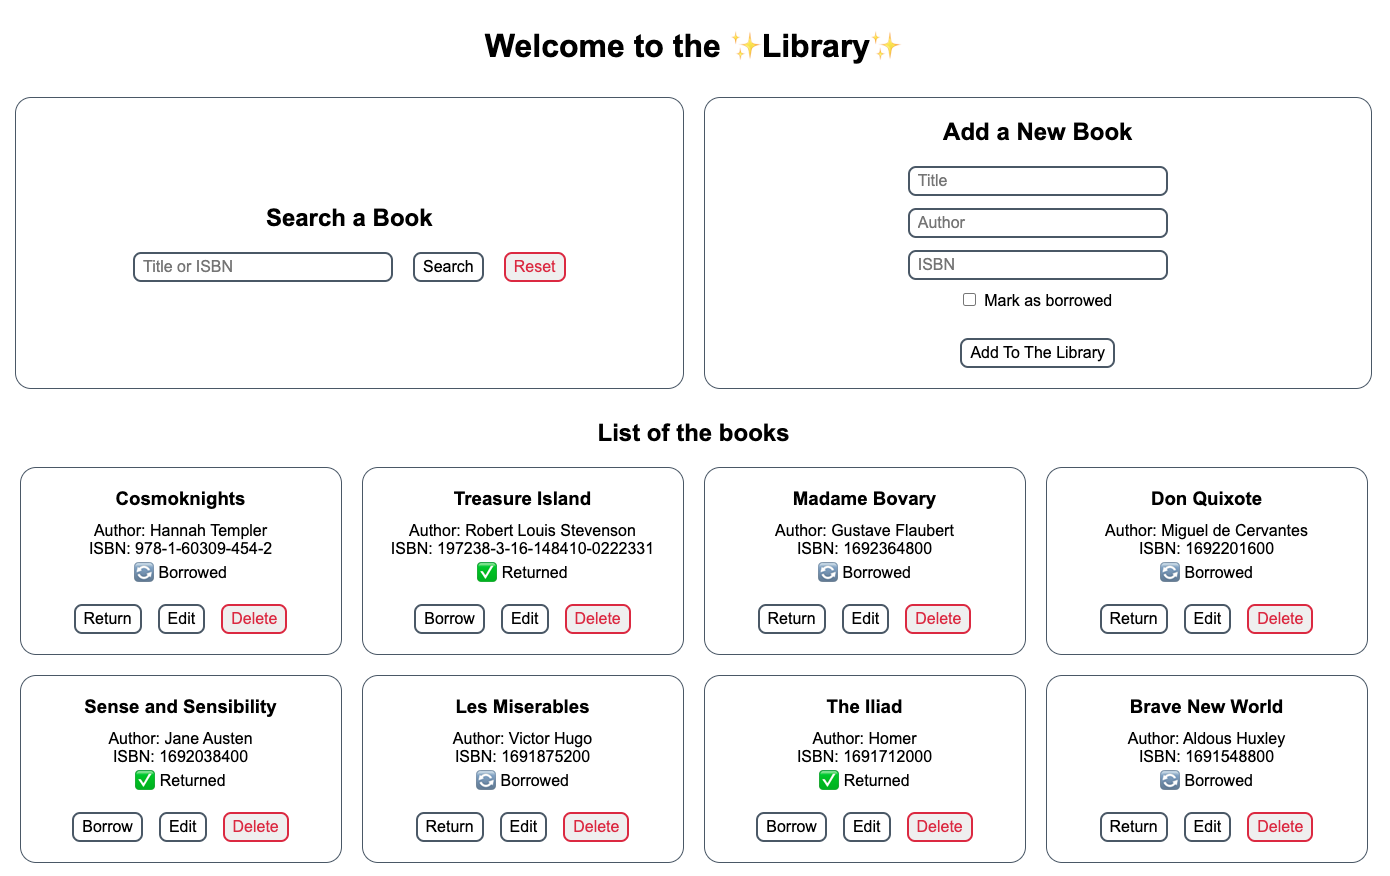 Welcome to the ✨Library✨
Search a Book
Title or ISBN
Search
Reset
Add a New Book
Title
Author
ISBN
Mark as borrowed
Add To The Library
List of the books
Cosmoknights
Author: Hannah Templer
ISBN: 978-1-60309-454-2
🔄 Borrowed
Return Edit Delete
Treasure Island
Author: Robert Louis Stevenson
ISBN: 197238-3-16-148410-0222331
✅ Returned
Borrow Edit Delete
Madame Bovary
Author: Gustave Flaubert
ISBN: 1692364800
🔄 Borrowed
Return Edit Delete
Don Quixote
Author: Miguel de Cervantes
ISBN: 1692201600
🔄 Borrowed
Return Edit Delete
Sense and Sensibility
Author: Jane Austen
ISBN: 1692038400
✅ Returned
Borrow Edit Delete
Les Miserables
Author: Victor Hugo
ISBN: 1691875200
🔄 Borrowed
Return Edit Delete
The Iliad
Author: Homer
ISBN: 1691712000
✅ Returned
Borrow Edit Delete
Brave New World
Author: Aldous Huxley
ISBN: 1691548800
🔄 Borrowed
Return Edit Delete